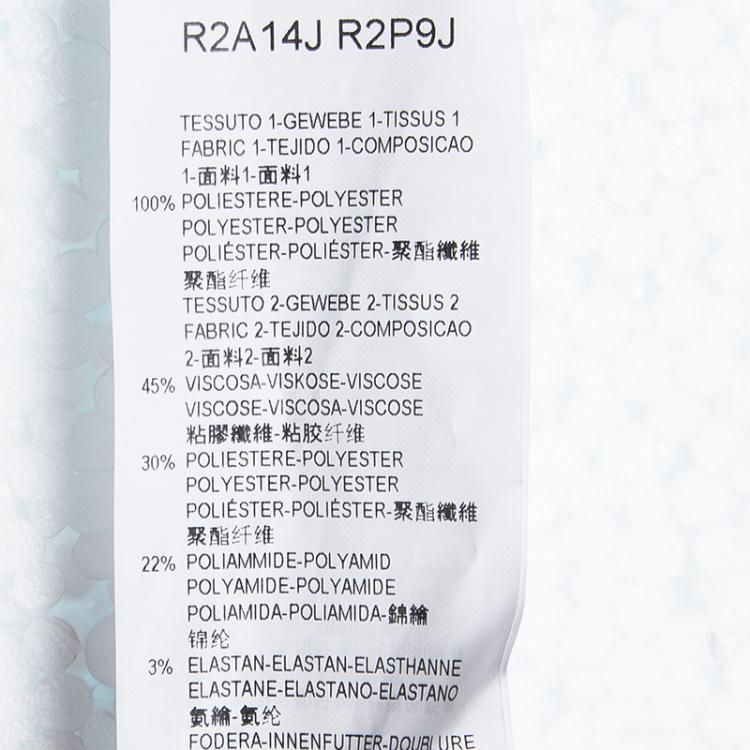 R2A14J R2P9J
TESSUTO 1-GEWEBE 1-TISSUS 1
FABRIC 1-TEJIDO 1-COMPOSICAO
1-面料1-面料1
100% POLIESTERE-POLYESTER
POLYESTER-POLYESTER
POLIÉSTER-POLIÉSTER-聚酯纖維
聚酯纤维
TESSUTO 2-GEWEBE 2-TISSUS 2
FABRIC 2-TEJIDO 2-COMPOSICAO
2-面料2-面料2
45% VISCOSA-VISKOSE-VISCOSE
VISCOSE-VISCOSA-VISCOSE
粘膠纖維-粘胶纤维
30% POLIESTERE-POLYESTER
POLYESTER-POLYESTER
POLIÉSTER-POLIÉSTER-聚酯纖維
聚酯纤维
22% POLIAMMIDE-POLYAMID
POLYAMIDE-POLYAMIDE
POLIAMIDA-POLIAMIDA-錦綸
锦纶
3% ELASTAN-ELASTAN-ELASTHANNE
ELASTANE-ELASTANO-ELASTANO
氨綸-氨纶
FODERA-INNENFUTTER-DOUBLURE